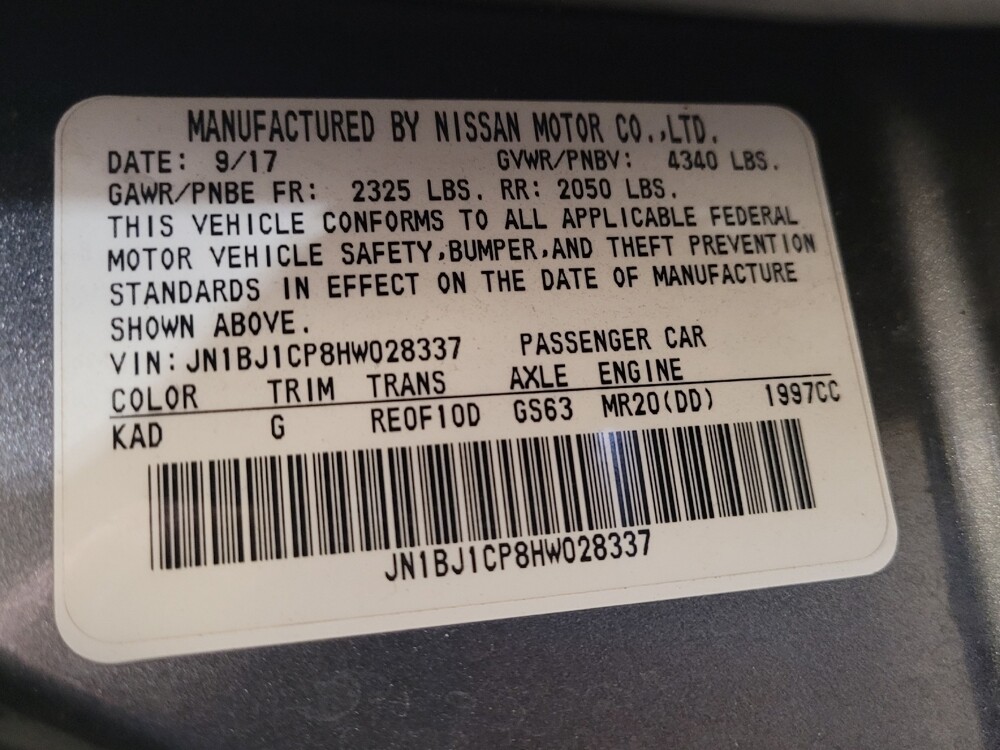 MANUFACTURED BY NISSAN MOTOR CO.,LTD.
DATE: 9/17 GVWR/PNBV: 4340 LBS.
GAWR/PNBE FR: 2325 LBS. RR: 2050 LBS.
THIS VEHICLE CONFORMS TO ALL APPLICABLE FEDERAL
MOTOR VEHICLE SAFETY,BUMPER,AND THEFT PREVENTION
STANDARDS IN EFFECT ON THE DATE OF MANUFACTURE
SHOWN ABOVE.
VIN:JN1BJ1CP8HW028337 PASSENGER CAR
COLOR TRIM TRANS AXLE ENGINE
KAD G RE0F10D GS63 MR20(DD) 1997CC
JN1BJ1CP8HW028337